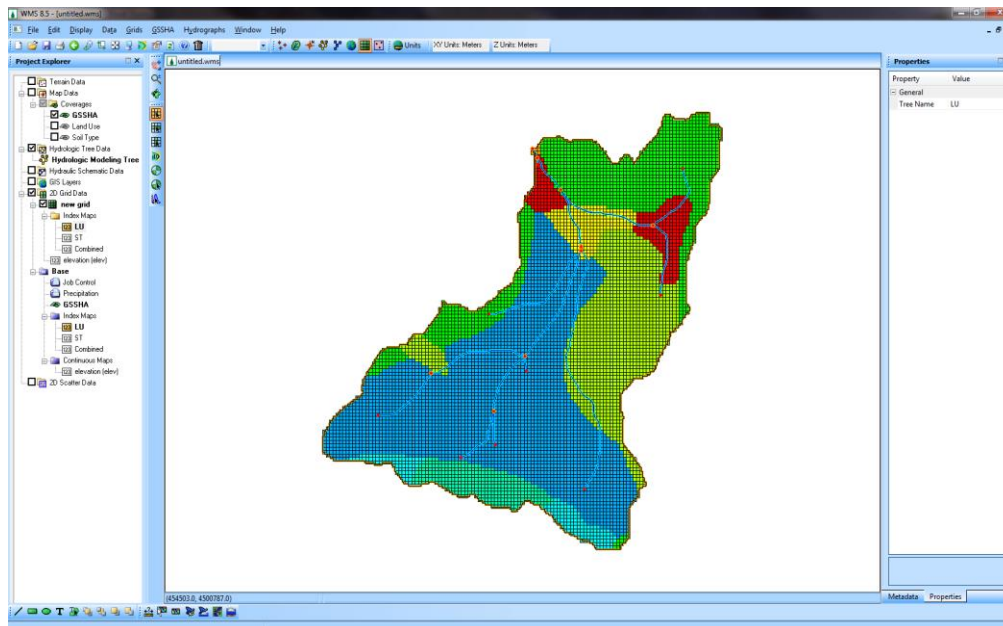 WMS 8.5 - [untitled.wms]
File Edit Display Data Grids GSSHA Hydrographs Window Help
Units XY Units: Meters Z Units: Meters
Project Explorer
untitled.wms
Properties
Terrain Data
Map Data
Coverages
GSSHA
Land Use
Soil Type
Hydrologic Tree Data
Hydrologic Modeling Tree
Hydraulic Schematic Data
GIS Layers
2D Grid Data
new grid
Index Maps
LU
ST
Combined
elevation (elev)
Base
Job Control
Precipitation
GSSHA
Index Maps
LU
ST
Combined
Continuous Maps
elevation (elev)
2D Scatter Data
Property Value
General
Tree Name LU
(454503.0, 4500787.0)
Metadata Properties
T